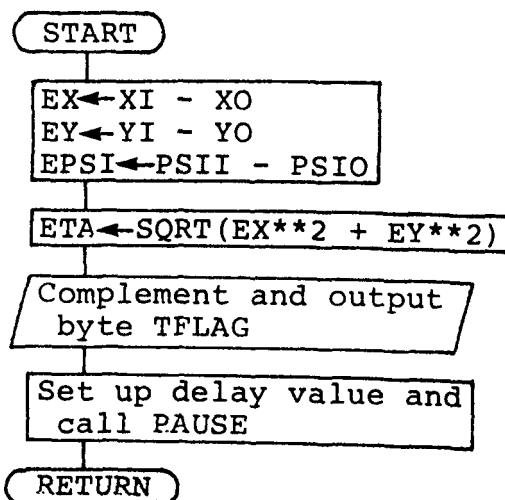 START
EX←XI - XO
EY←YI - YO
EPSI←PSII - PSIO
ETA←SQRT(EX**2 + EY**2)
Complement and output
byte TFLAG
Set up delay value and
call PAUSE
RETURN